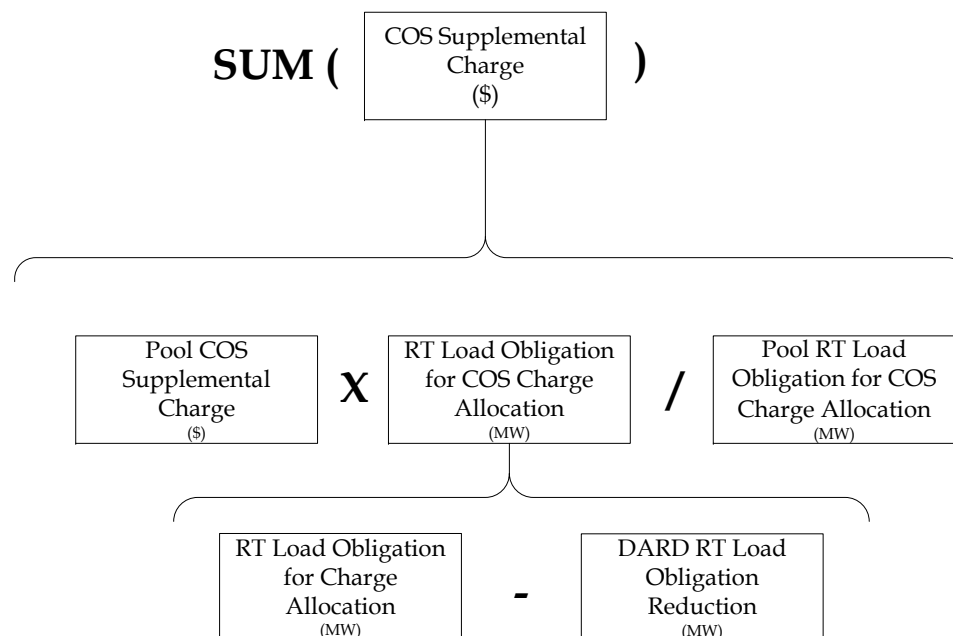 SUM ( COS Supplemental )
Charge
($)
Pool COS
Supplemental
Charge
($)
X
RT Load Obligation
for COS Charge
Allocation
(MW)
/
Pool RT Load
Obligation for COS
Charge Allocation
(MW)
RT Load Obligation
for Charge
Allocation
(MW)
-
DARD RT Load
Obligation
Reduction
(MW)